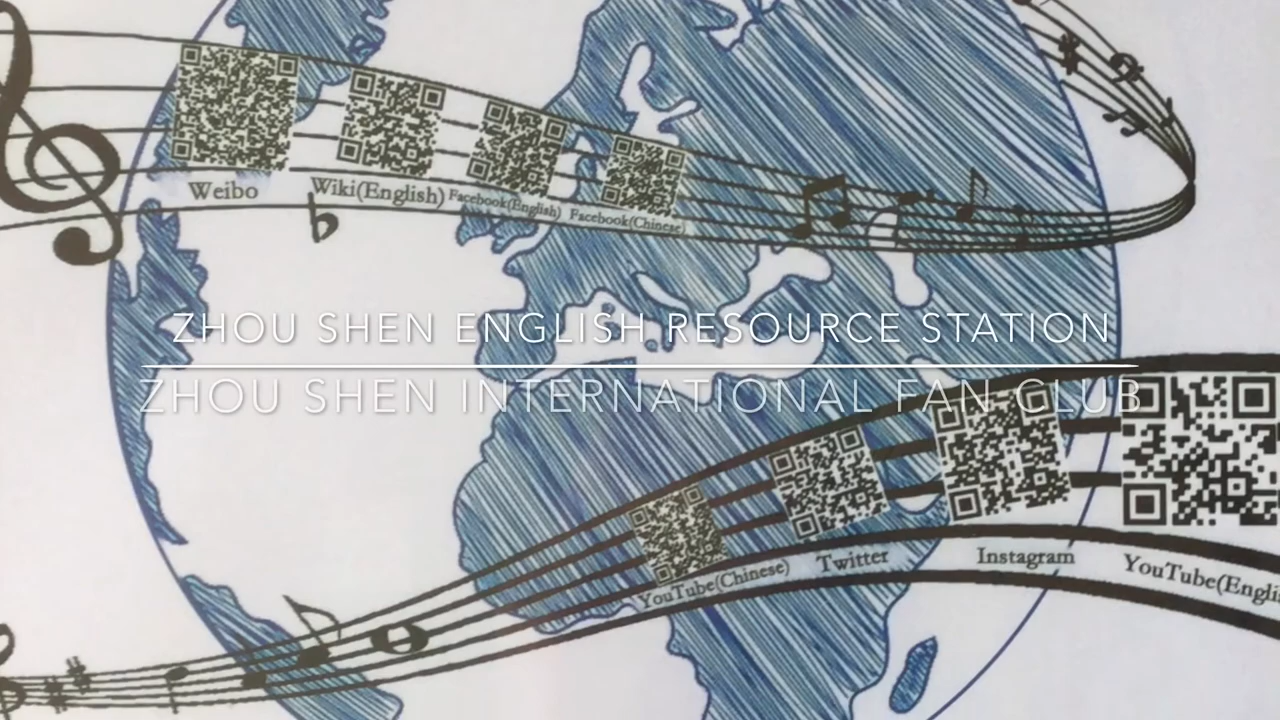 Weibo
Wiki(English)
Facebook(English)
Facebook(Chinese)
ZHOU SHEN ENGLISH RESOURCE STATION
ZHOU SHEN INTERNATIONAL FAN CLUB
YouTube(Chinese)
Twitter
Instagram
YouTube(Engli